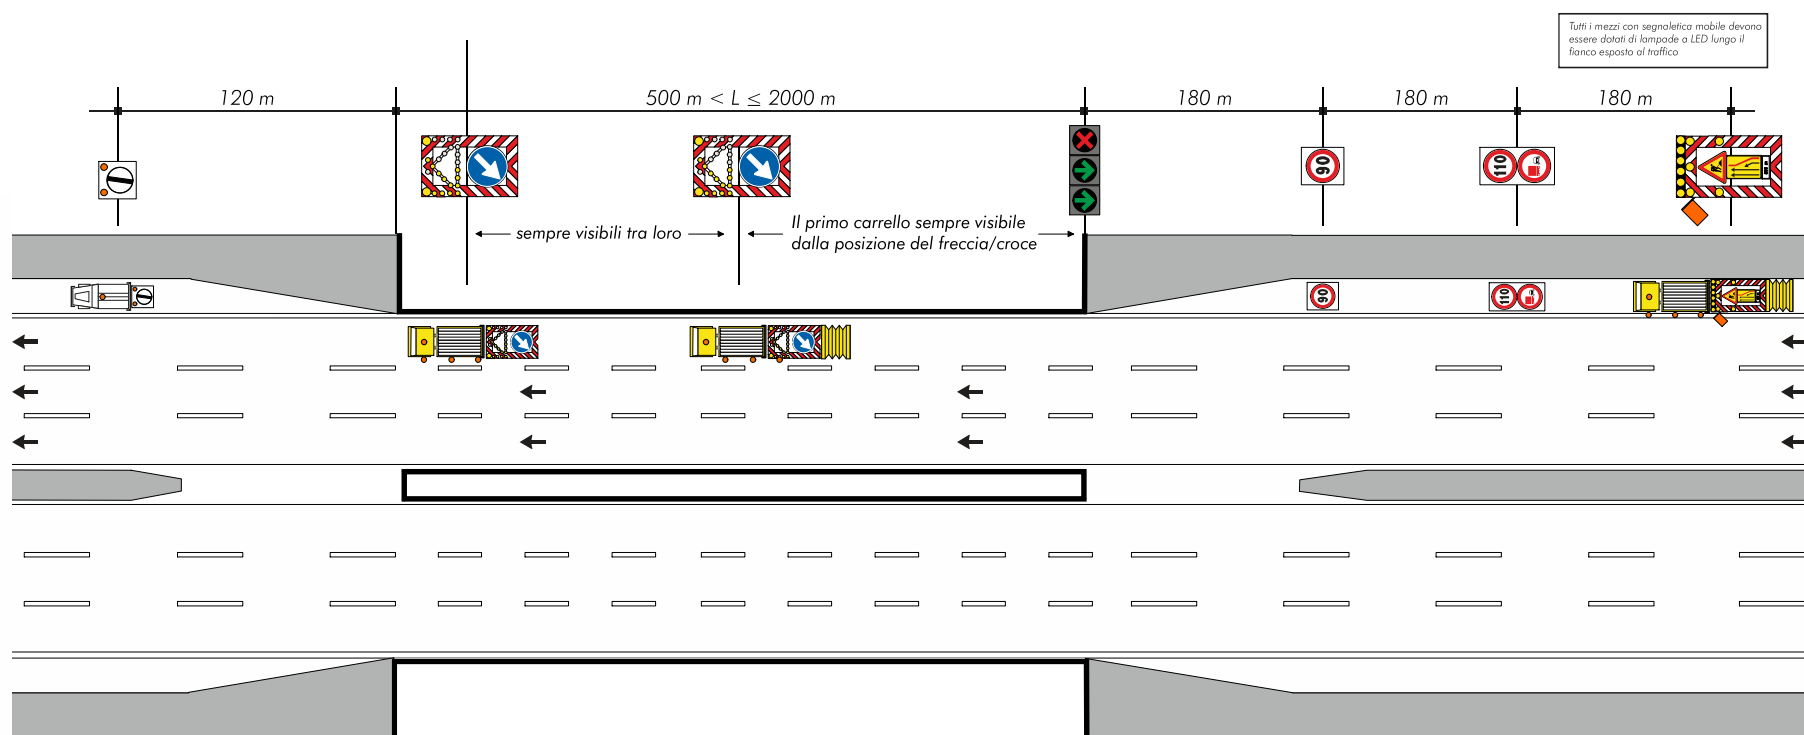 Tutti i mezzi con segnaletica mobile devono
essere dotati di lampade a LED lungo il
fianco esposto al traffico
120 m
500 m < L ≤ 2000 m
180 m
180 m
180 m
90
110
sempre visibili tra loro
Il primo carrello sempre visibile
dalla posizione del freccia/croce
90
110